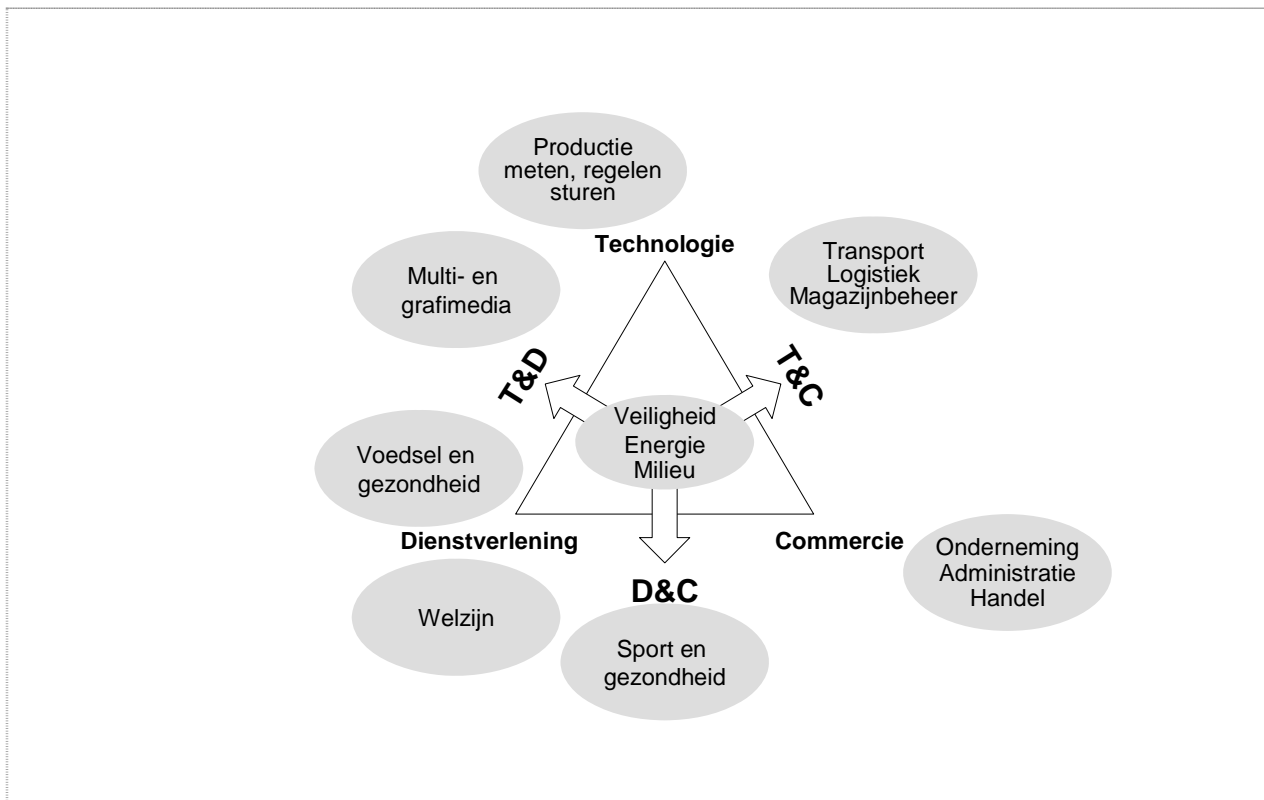 Productie
meten, regelen
sturen
Technologie
Transport
Logistiek
Magazijnbeheer
Multi- en
grafimedia
T&D
T&C
Veiligheid
Energie
Milieu
Voedsel en
gezondheid
Dienstverlening
Commercie
Onderneming
Administratie
Handel
D&C
Welzijn
Sport en
gezondheid